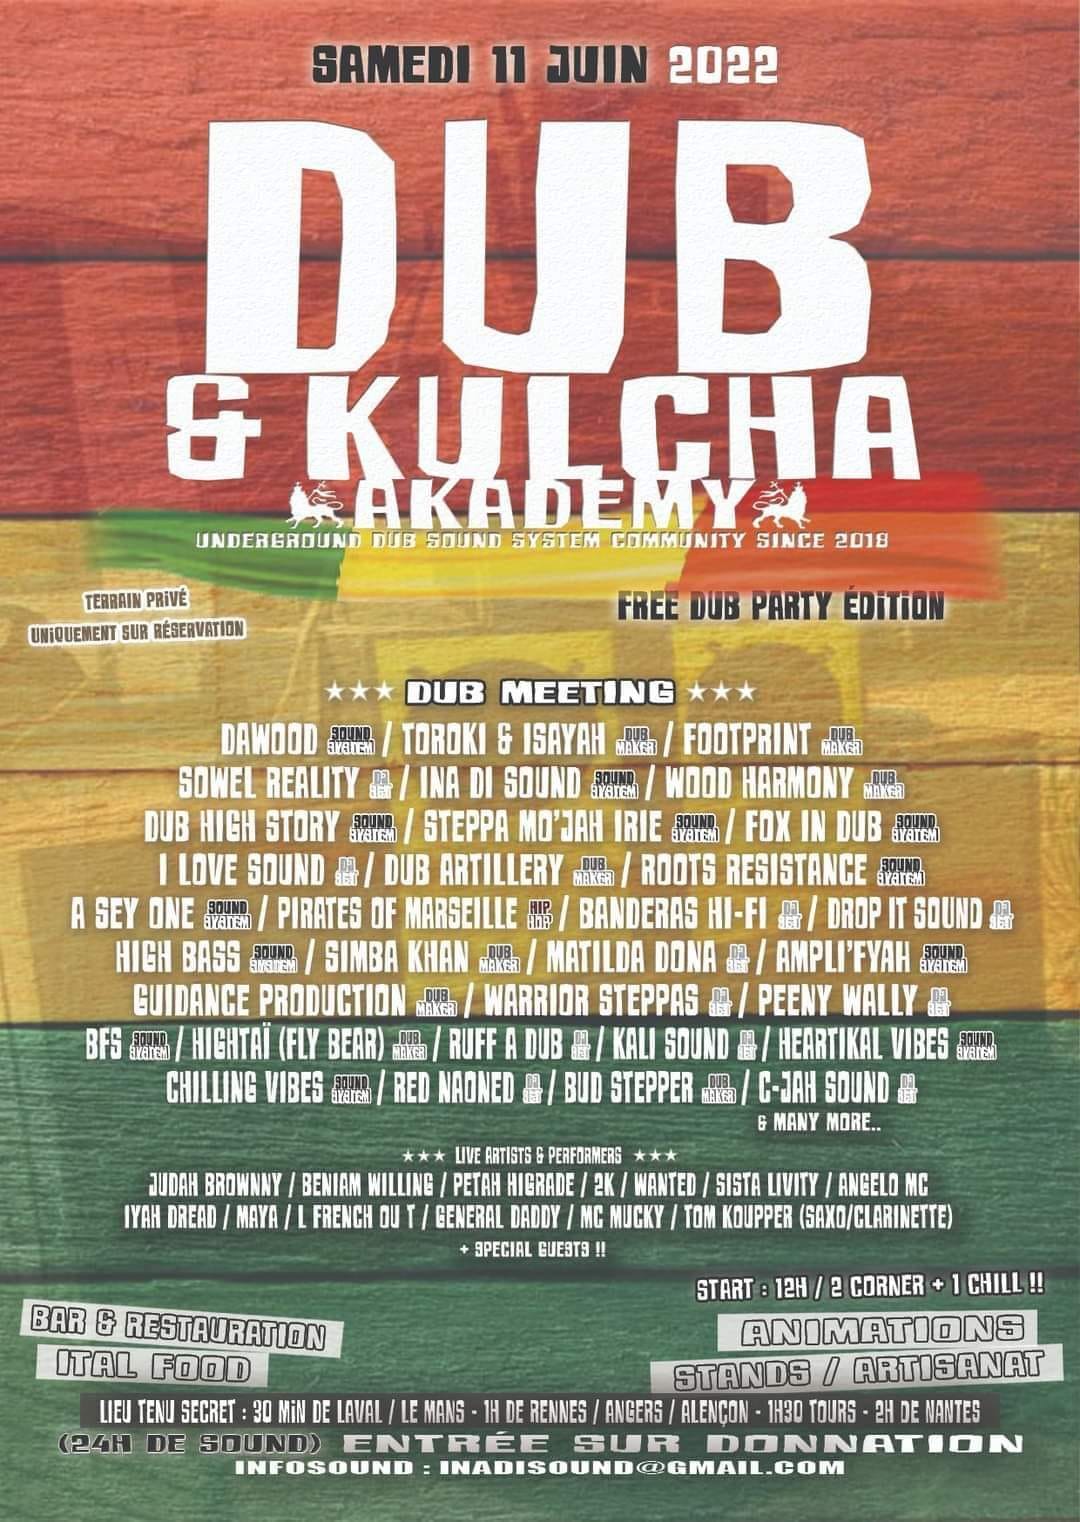 SAMEDI 11 JUIN 2022
DUB
& KULCHA
AKADEMY
UNDERGROUND DUB SOUND SYSTEM COMMUNITY SINCE 2018
TERRAIN PRIVÉ
UNIQUEMENT SUR RÉSERVATION
FREE DUB PARTY ÉDITION
DUB MEETING
DAWOOD SOUND SYSTEM / TOROKI & ISAYAH DUB MAKER / FOOTPRINT DUB MAKER
SOWEL REALITY DJ SET / INA DI SOUND SOUND SYSTEM / WOOD HARMONY DUB MAKER
DUB HIGH STORY SOUND SYSTEM / STEPPA MO'JAH IRIE SOUND SYSTEM / FOX IN DUB SOUND SYSTEM
I LOVE SOUND DJ SET / DUB ARTILLERY DUB MAKER / ROOTS RESISTANCE SOUND SYSTEM
A SEY ONE SOUND SYSTEM / PIRATES OF MARSEILLE HIP HOP / BANDERAS HI-FI DJ SET / DROP IT SOUND DJ SET
HIGH BASS SOUND SYSTEM / SIMBA KHAN DUB MAKER / MATILDA DONA DJ SET / AMPLI'FYAH SOUND SYSTEM
GUIDANCE PRODUCTION DUB MAKER / WARRIOR STEPPAS DJ SET / PEENY WALLY DJ SET
BFS SOUND SYSTEM / HIGHTAÏ (FLY BEAR) DUB MAKER / RUFF A DUB DJ SET / KALI SOUND DJ SET / HEARTIKAL VIBES SOUND SYSTEM
CHILLING VIBES SOUND SYSTEM / RED NAONED DJ SET / BUD STEPPER DUB MAKER / C-JAH SOUND DJ SET
& MANY MORE..
LIVE ARTISTS & PERFORMERS
JUDAH BROWNNY / BENIAM WILLING / PETAH HIGRADE / 2K / WANTED / SISTA LIVITY / ANGELO MC
IYAH DREAD / MAYA / L FRENCH OU T / GENERAL DADDY / MC MUCKY / TOM KOUPPER (SAXO/CLARINETTE)
+ SPECIAL GUESTS !!
START : 12H / 2 CORNER + 1 CHILL !!
BAR & RESTAURATION
ITAL FOOD
ANIMATIONS
STANDS / ARTISANAT
LIEU TENU SECRET : 30 MIN DE LAVAL / LE MANS - 1H DE RENNES / ANGERS / ALENÇON - 1H30 TOURS - 2H DE NANTES
(24H DE SOUND) ENTRÉE SUR DONNATION
INFOSOUND : INADISOUND@GMAIL.COM